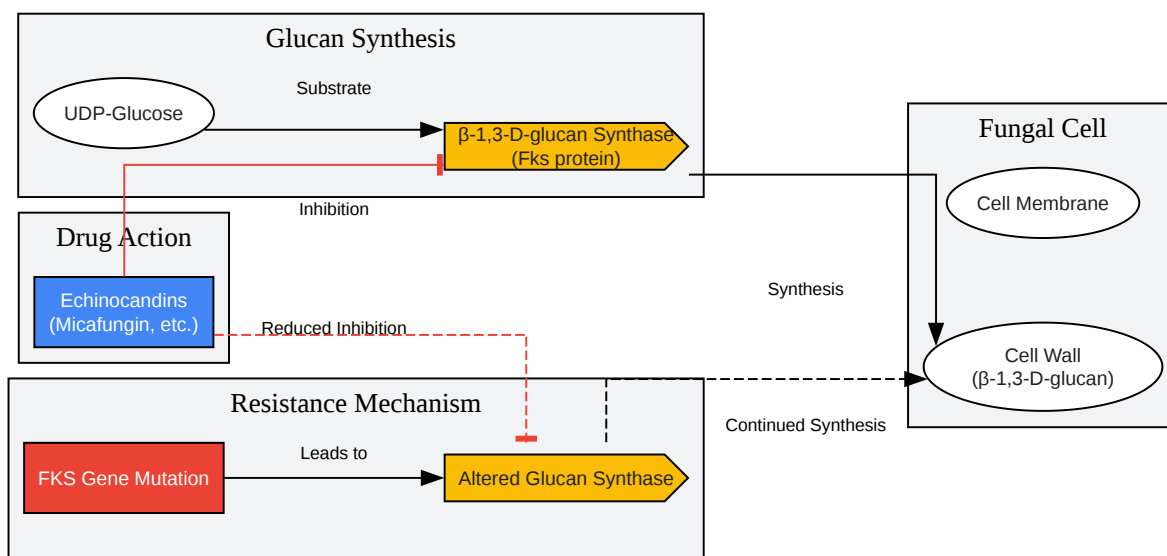 Glucan Synthesis
UDP-Glucose
Substrate
β-1,3-D-glucan Synthase
(Fks protein)
Inhibition
Drug Action
Echinocandins
(Micafungin, etc.)
Reduced Inhibition
Resistance Mechanism
FKS Gene Mutation
Leads to
Altered Glucan Synthase
Fungal Cell
Cell Membrane
Synthesis
Cell Wall
(β-1,3-D-glucan)
Continued Synthesis